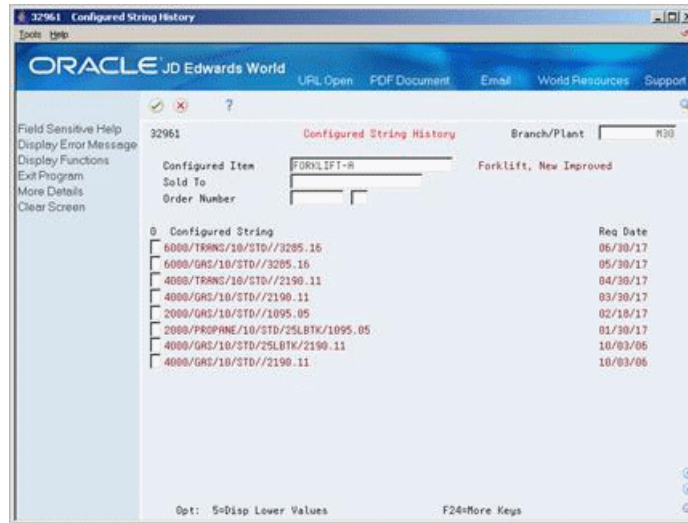 32961 Configured String History
Tools Help
ORACLE JD Edwards World
URL Open PDF Document Email World Resources Support
?
Field Sensitive Help
Display Error Message
Display Functions
Exit Program
More Details
Clear Screen
32961 Configured String History Branch/Plant M30
Configured Item FORKLIFT-A Forklift, New Improved
Sold To
Order Number
O Configured String Req Date
6000/TRANS/10/STD//3285.16 06/30/17
6000/GAS/10/STD//3285.16 05/30/17
4000/TRANS/10/STD//2190.11 04/30/17
4000/GAS/10/STD//2190.11 03/30/17
2000/GAS/10/STD//1095.05 02/18/17
2000/PROPANE/10/STD/25LBTK/1095.05 01/30/17
4000/GAS/10/STD/25LBTK/2190.11 10/03/06
4000/GAS/10/STD//2190.11 10/03/06
Opt: 5=Disp Lower Values F24=More Keys